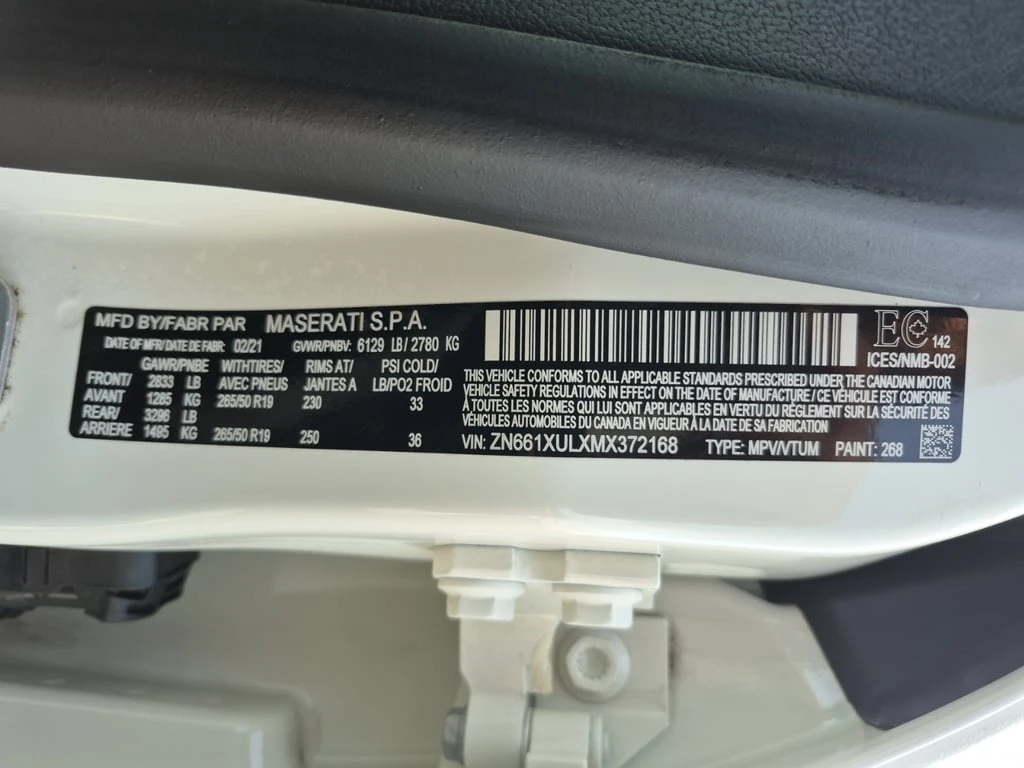 MFD BY/FABR PAR MASERATI S.P.A.
DATE OF MFR/DATE DE FABR: 02/21 GVWR/PNBV: 6129 LB / 2780 KG
GAWR/PNBE WITHTIRES/ RIMS AT/ PSI COLD/
FRONT/ 2833 LB AVEC PNEUS JANTES A LB/PO2 FROID
AVANT 1285 KG 265/50 R19 230 33
REAR/ 3296 LB
ARRIERE 1495 KG 265/50 R19 250 36
EC 142
ICES/NMB-002
THIS VEHICLE CONFORMS TO ALL APPLICABLE STANDARDS PRESCRIBED UNDER THE CANADIAN MOTOR
VEHICLE SAFETY REGULATIONS IN EFFECT ON THE DATE OF MANUFACTURE / CE VÉHICULE EST CONFORME
À TOUTES LES NORMES QUI LUI SONT APPLICABLES EN VERTU DU RÈGLEMENT SUR LA SÉCURITÉ DES
VÉHICULES AUTOMOBILES DU CANADA EN VIGUEUR À LA DATE DE SA FABRICATION
VIN: ZN661XULXMX372168 TYPE: MPV/VTUM PAINT: 268